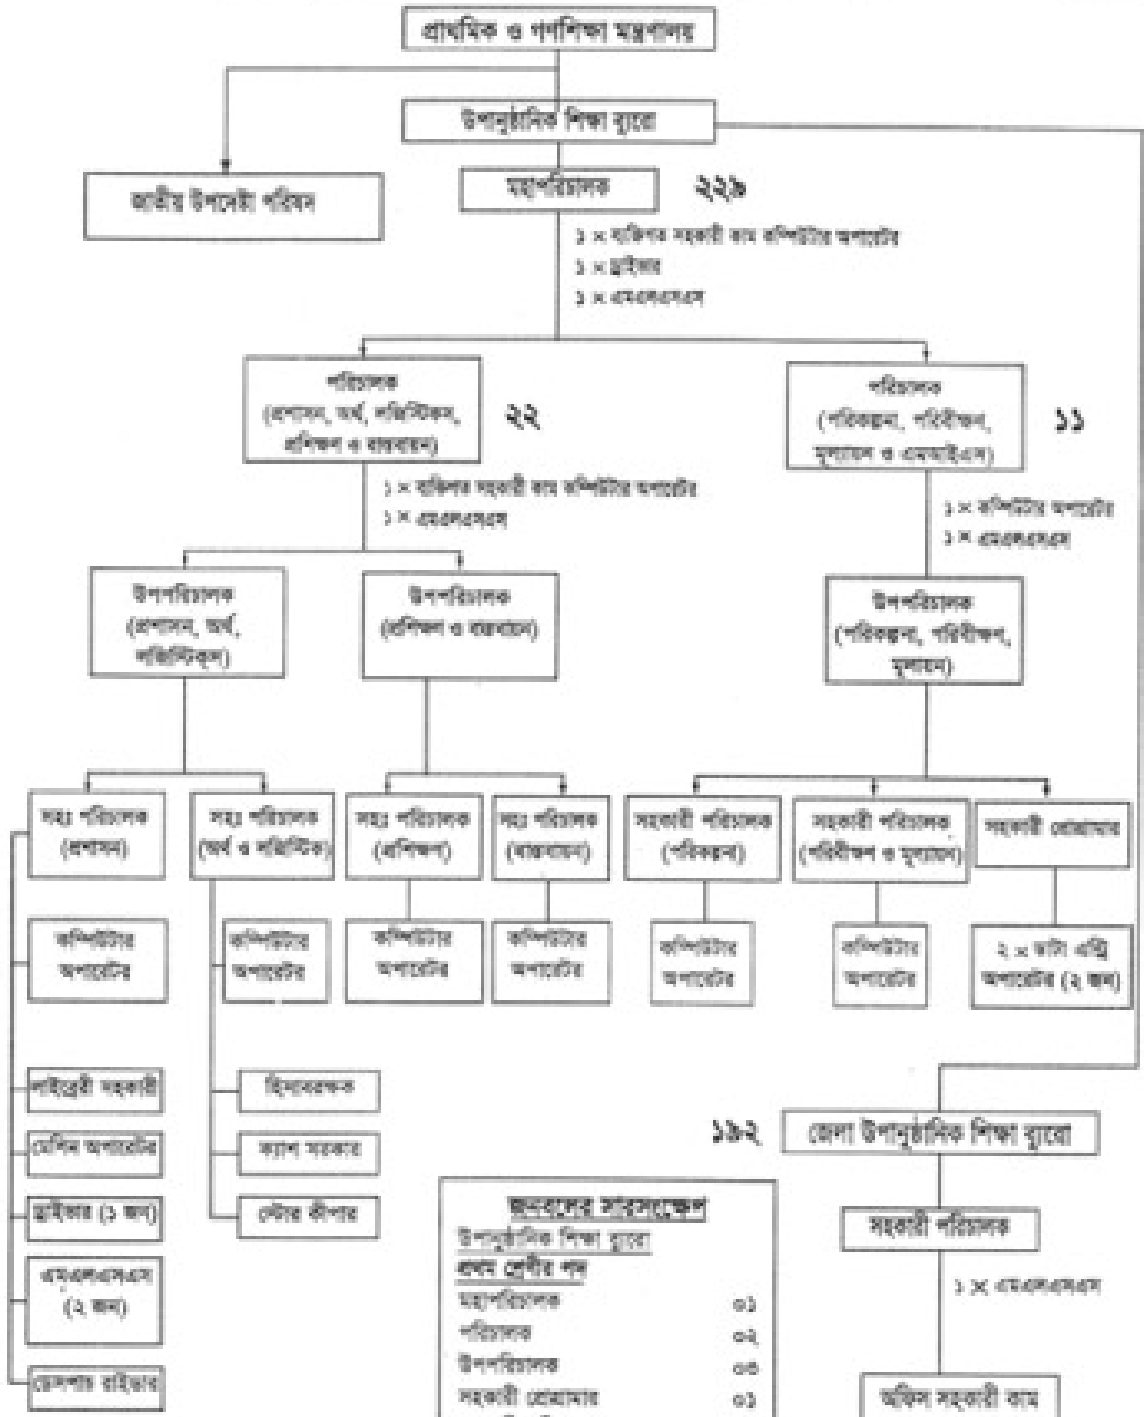 প্রাথমিক ও গণশিক্ষা মন্ত্রণালয়
উপানুষ্ঠানিক শিক্ষা ব্যুরো
জাতীয় উপদেষ্টা পরিষদ
মহাপরিচালক
২২৯
১ × ব্যক্তিগত সহকারী কাম কম্পিউটার অপারেটর
১ × ড্রাইভার
১ × এমএলএসএস
পরিচালক
(প্রশাসন, অর্থ, লজিস্টিকস,
প্রশিক্ষণ ও বাস্তবায়ন)
২২
পরিচালক
(পরিকল্পনা, পরিবীক্ষণ,
মূল্যায়ন ও এমআইএস)
১১
১ × ব্যক্তিগত সহকারী কাম কম্পিউটার অপারেটর
১ × এমএলএসএস
১ × কম্পিউটার অপারেটর
১ × এমএলএসএস
উপপরিচালক
(প্রশাসন, অর্থ,
লজিস্টিক্স)
উপপরিচালক
(প্রশিক্ষণ ও বাস্তবায়ন)
উপপরিচালক
(পরিকল্পনা, পরিবীক্ষণ,
মূল্যায়ন)
সহঃ পরিচালক
(প্রশাসন)
সহঃ পরিচালক
(অর্থ ও লজিস্টিক)
সহঃ পরিচালক
(প্রশিক্ষণ)
সহঃ পরিচালক
(বাস্তবায়ন)
সহকারী পরিচালক
(পরিকল্পনা)
সহকারী পরিচালক
(পরিবীক্ষণ ও মূল্যায়ন)
সহকারী প্রোগ্রামার
কম্পিউটার
অপারেটর
কম্পিউটার
অপারেটর
কম্পিউটার
অপারেটর
কম্পিউটার
অপারেটর
কম্পিউটার
অপারেটর
কম্পিউটার
অপারেটর
২ × ডাটা এন্ট্রি
অপারেটর (২ জন)
লাইব্রেরী সহকারী
মেশিন অপারেটর
ড্রাইভার (১ জন)
এমএলএসএস
(২ জন)
ডেসপাচ রাইডার
হিসাবরক্ষক
ক্যাশ সরকার
স্টোর কীপার
১৯২
জেলা উপানুষ্ঠানিক শিক্ষা ব্যুরো
সহকারী পরিচালক
১ × এমএলএসএস
অফিস সহকারী কাম
জনবলের সারসংক্ষেপ
উপানুষ্ঠানিক শিক্ষা ব্যুরো
প্রথম শ্রেণীর পদ
মহাপরিচালক ০১
পরিচালক ০২
উপপরিচালক ০৩
সহকারী প্রোগ্রামার ০১